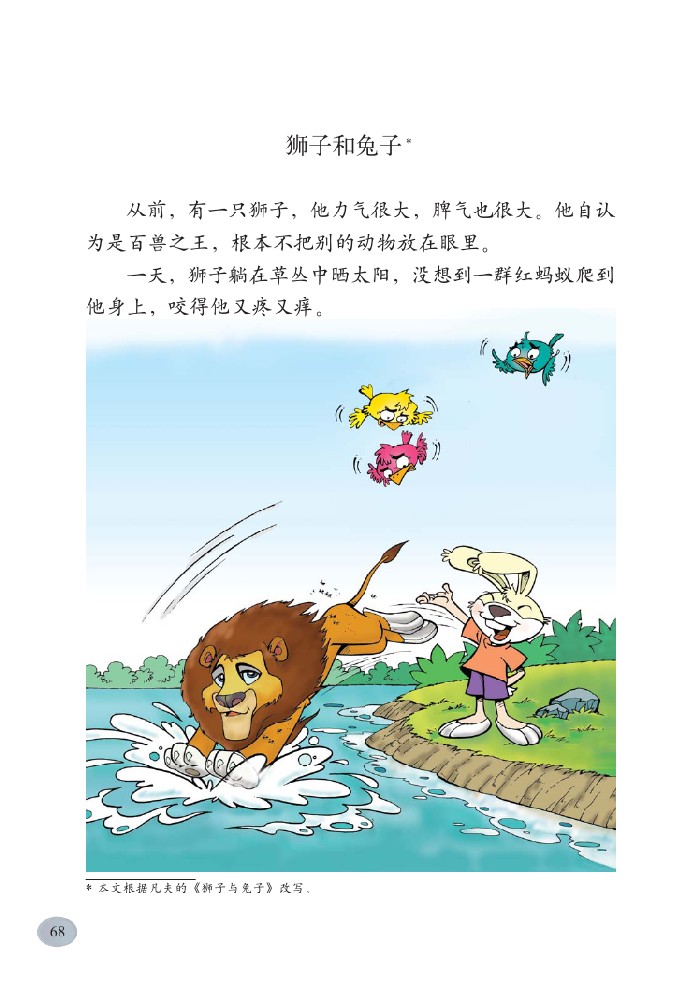 狮子和兔子*
从前，有一只狮子，他力气很大，脾气也很大。他自认
为是百兽之王，根本不把别的动物放在眼里。
一天，狮子躺在草丛中晒太阳，没想到一群红蚂蚁爬到
他身上，咬得他又疼又痒。
* 本文根据凡夫的《狮子与兔子》改写。
68